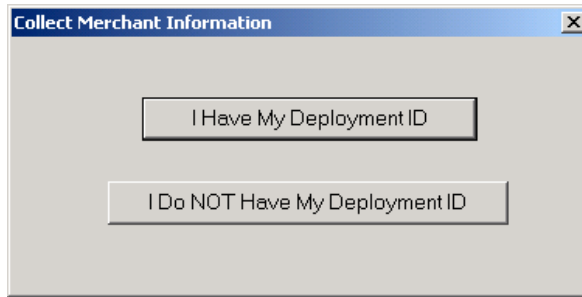 Collect Merchant Information
I Have My Deployment ID
I Do NOT Have My Deployment ID